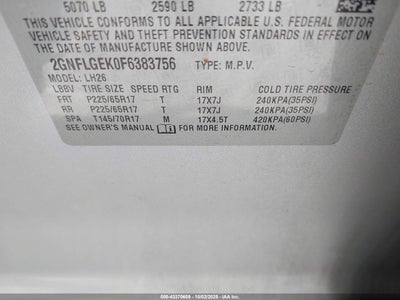 5070 LB 2590 LB 2733 LB
THIS VEHICLE CONFORMS TO ALL APPLICABLE U.S. FEDERAL MOTOR
VEHICLE SAFETY AND THEFT PREVENTION STANDARDS IN EFFECT
ON THE DATE OF MANUFACTURE SHOWN ABOVE.
2GNFLGEK0F6383756 TYPE: M.P.V.
MODEL: LH26
LBBV TIRE SIZE SPEED RTG RIM COLD TIRE PRESSURE
FRT P225/65R17 T 17X7J 240KPA(35PSI)
RR P225/65R17 T 17X7J 240KPA(35PSI)
SPA T145/70R17 M 17X4.5T 420KPA(60PSI)
SEE OWNER'S MANUAL FOR MORE INFORMATION.
500-43370609 - 10/02/2025 - IAA Inc.